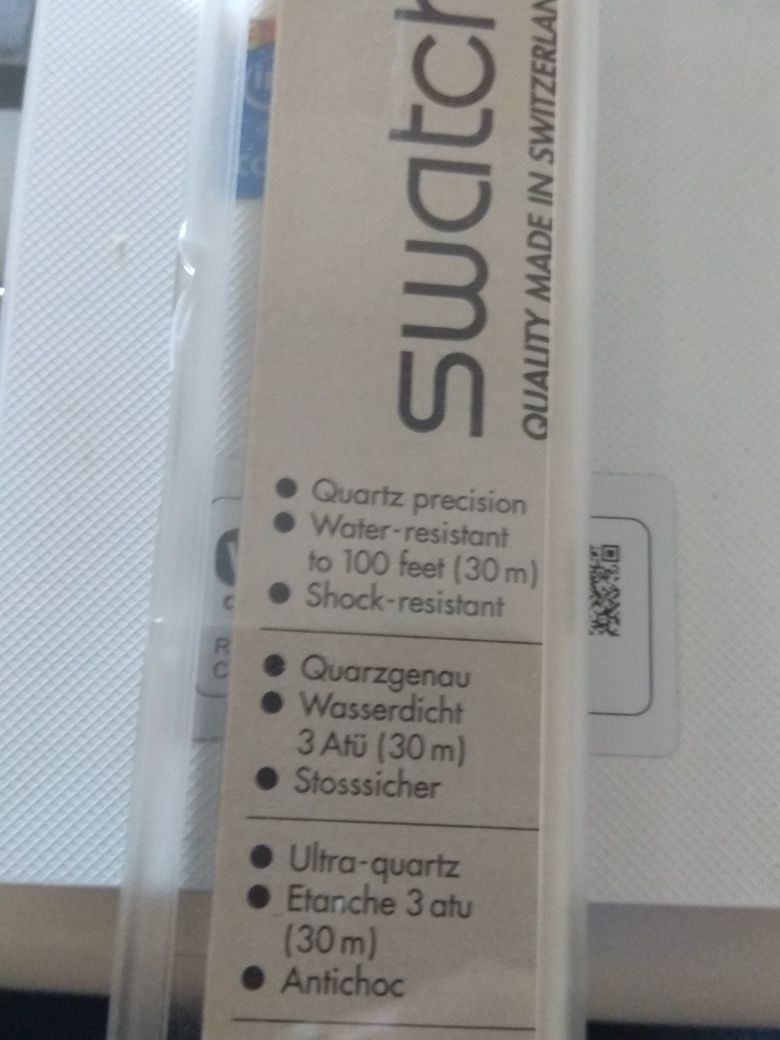 swatch
QUALITY MADE IN SWITZERLAN
● Quartz precision
● Water-resistant
to 100 feet (30 m)
● Shock-resistant
● Quarzgenau
● Wasserdicht
3 Atü (30 m)
● Stosssicher
● Ultra-quartz
● Etanche 3 atu
(30 m)
● Antichoc